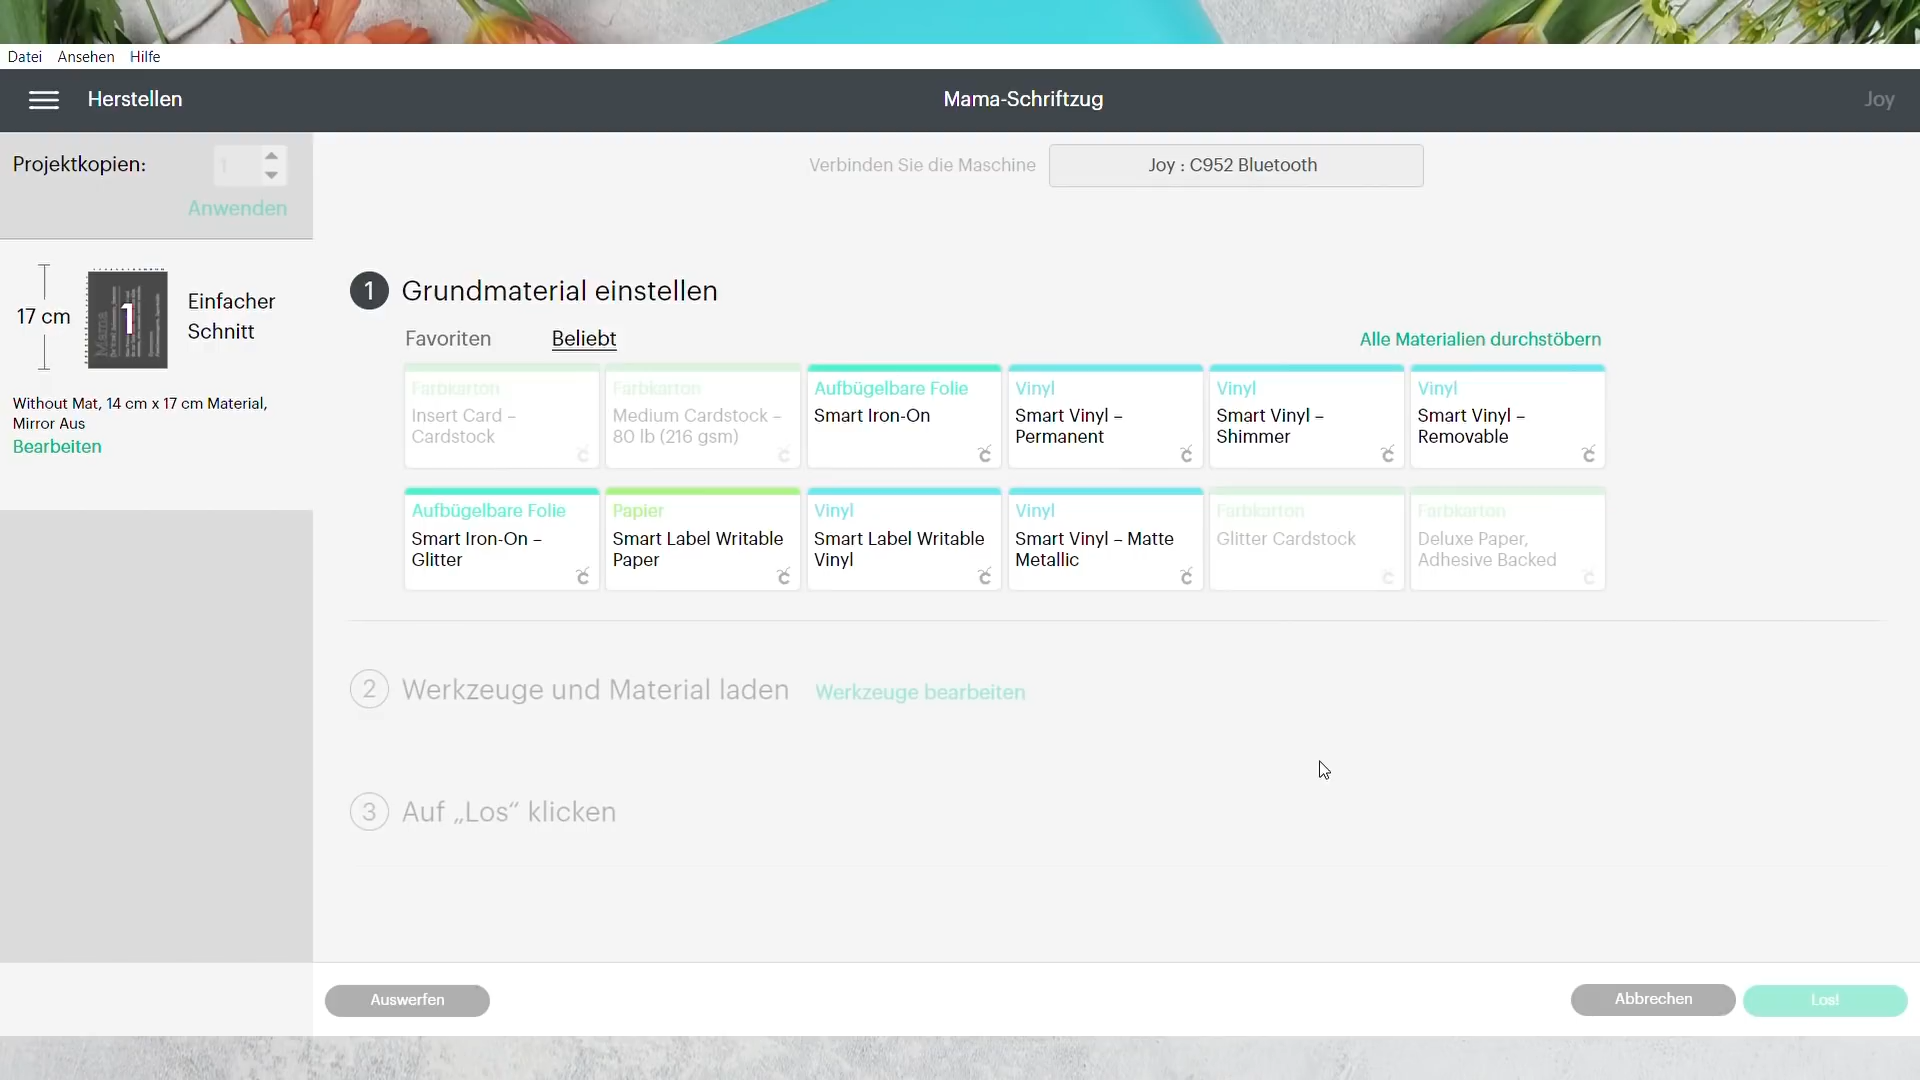 Datei Ansehen Hilfe
Herstellen
Mama-Schriftzug
Joy
Projektkopien:
1
Anwenden
Verbinden Sie die Maschine
Joy : C952 Bluetooth
17 cm
Mama
1
Einfacher
Schnitt
Without Mat, 14 cm x 17 cm Material,
Mirror Aus
Bearbeiten
1 Grundmaterial einstellen
Favoriten Beliebt
Alle Materialien durchstöbern
Farbkarton
Insert Card –
Cardstock
Farbkarton
Medium Cardstock –
80 lb (216 gsm)
Aufbügelbare Folie
Smart Iron-On
Vinyl
Smart Vinyl –
Permanent
Vinyl
Smart Vinyl –
Shimmer
Vinyl
Smart Vinyl –
Removable
Aufbügelbare Folie
Smart Iron-On –
Glitter
Papier
Smart Label Writable
Paper
Vinyl
Smart Label Writable
Vinyl
Vinyl
Smart Vinyl – Matte
Metallic
Farbkarton
Glitter Cardstock
Farbkarton
Deluxe Paper,
Adhesive Backed
2 Werkzeuge und Material laden Werkzeuge bearbeiten
3 Auf „Los“ klicken
Auswerfen
Abbrechen
Los!